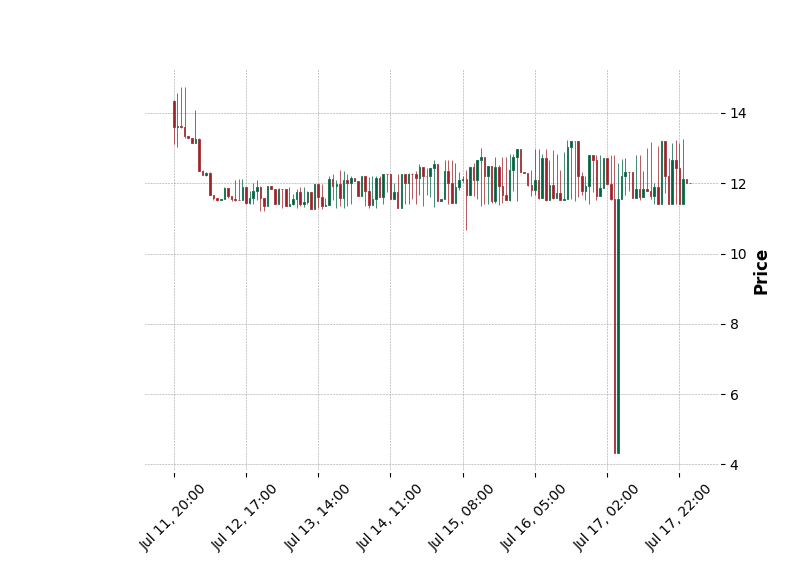 14
12
10
8
6
4
Price
Jul 11, 20:00
Jul 12, 17:00
Jul 13, 14:00
Jul 14, 11:00
Jul 15, 08:00
Jul 16, 05:00
Jul 17, 02:00
Jul 17, 22:00